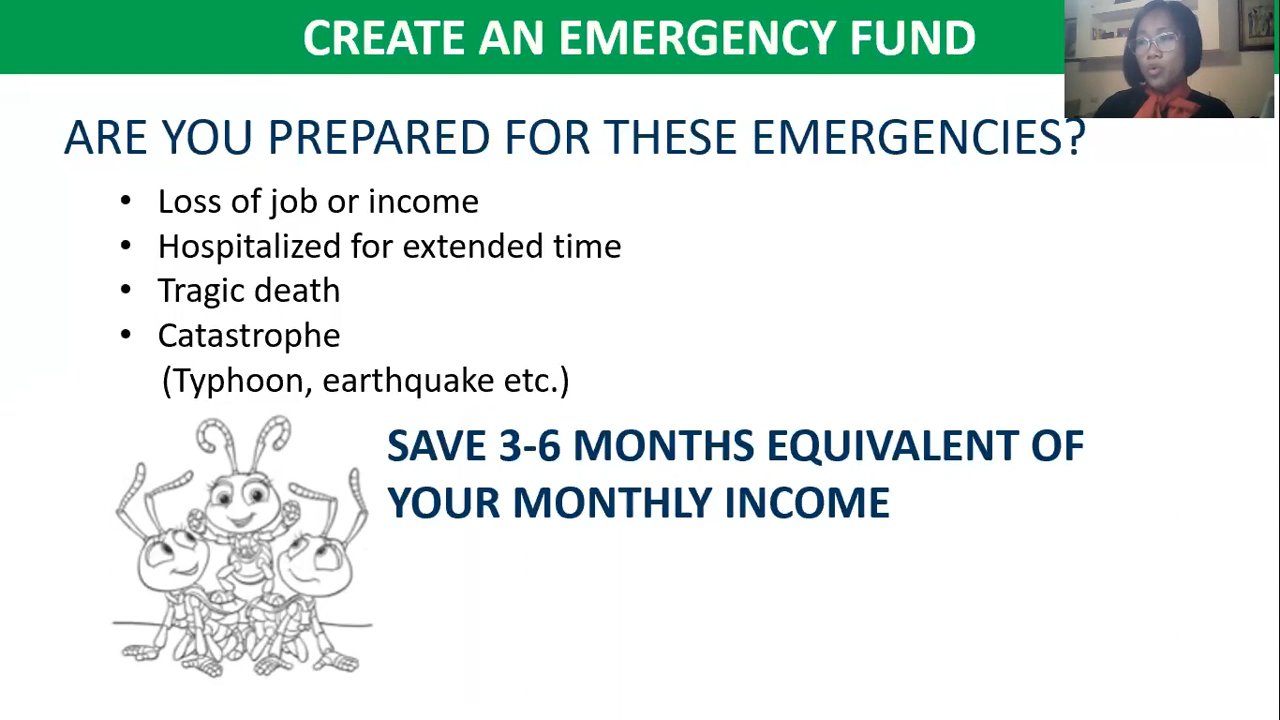 CREATE AN EMERGENCY FUND
ARE YOU PREPARED FOR THESE EMERGENCIES?
• Loss of job or income
• Hospitalized for extended time
• Tragic death
• Catastrophe
(Typhoon, earthquake etc.)
SAVE 3-6 MONTHS EQUIVALENT OF
YOUR MONTHLY INCOME